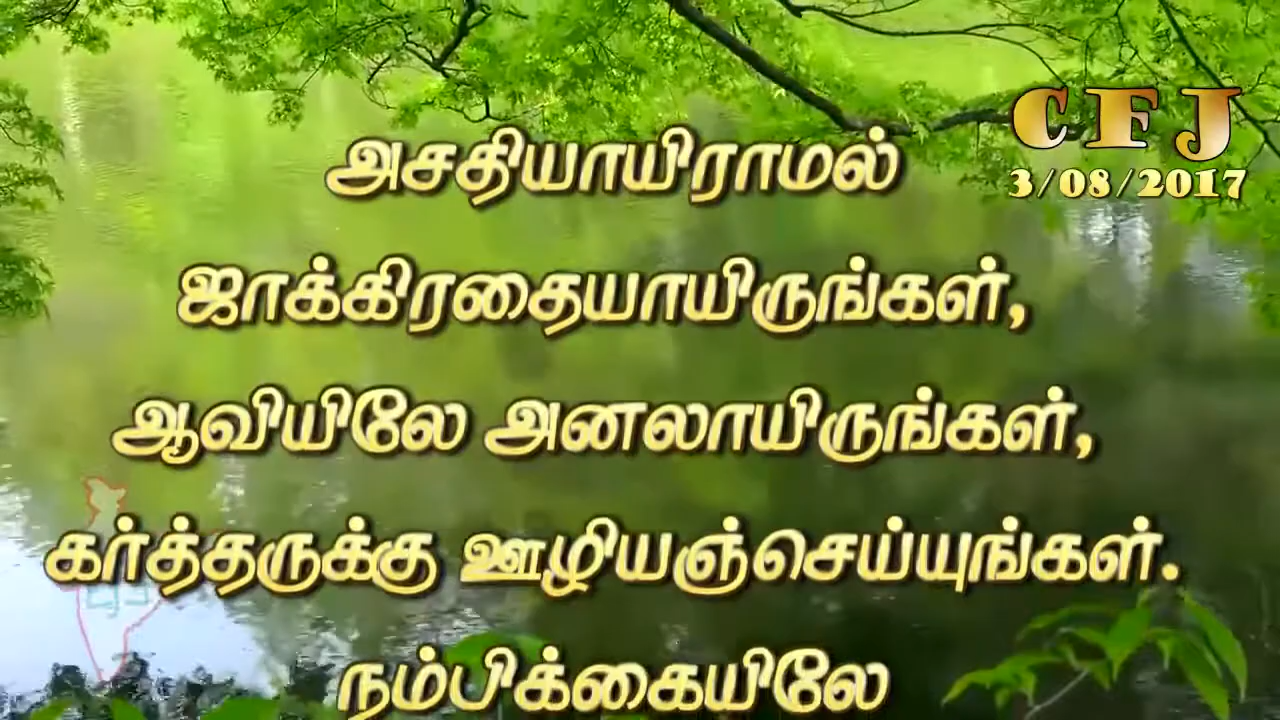 CFJ
3/08/2017
அசதியாயிராமல்
ஜாக்கிரதையாயிருங்கள்,
ஆவியிலே அனலாயிருங்கள்,
கர்த்தருக்கு ஊழியஞ்செய்யுங்கள்.
நம்பிக்கையிலே